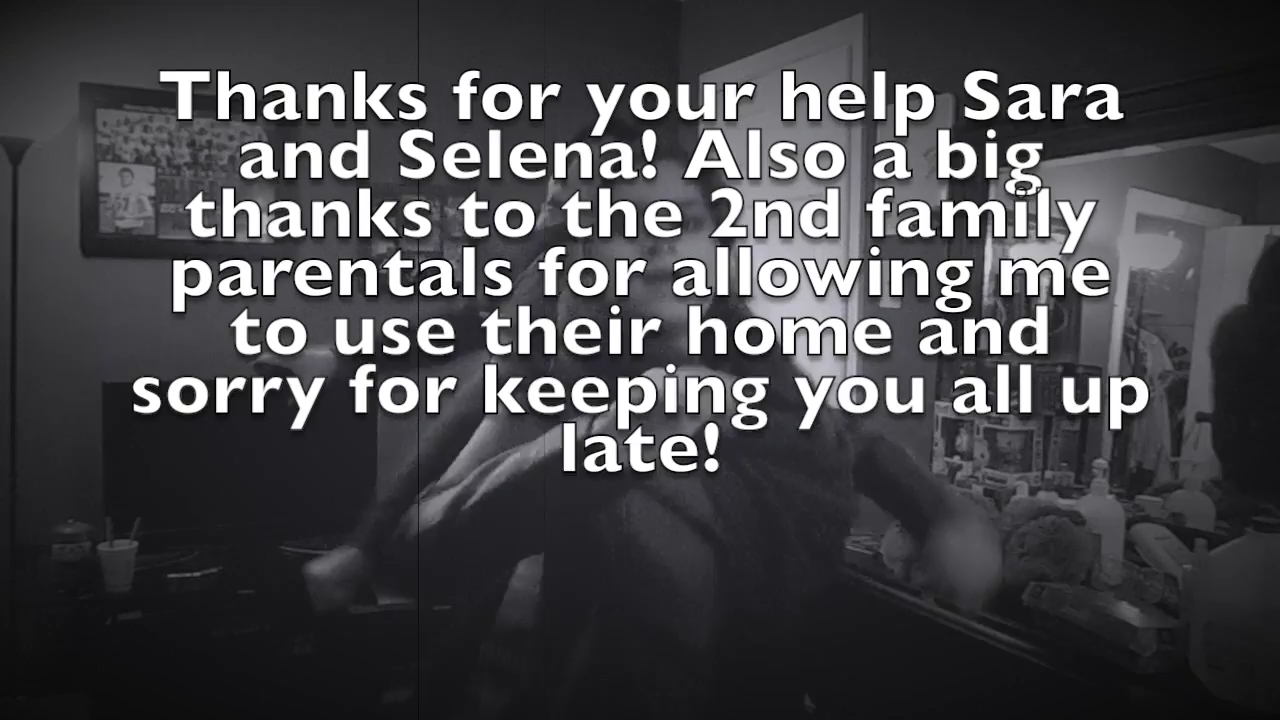 Thanks for your help Sara
and Selena! Also a big
thanks to the 2nd family
parentals for allowing me
to use their home and
sorry for keeping you all up
late!